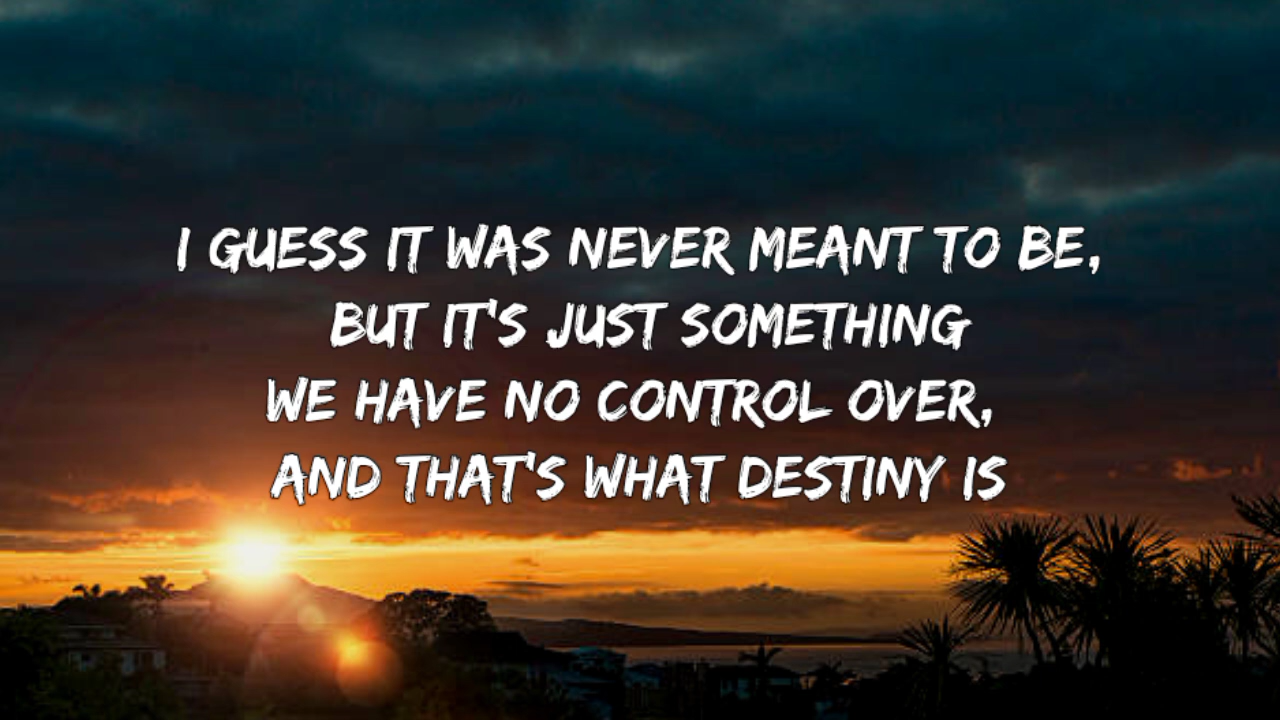 I GUESS IT WAS NEVER MEANT TO BE,
BUT IT'S JUST SOMETHING
WE HAVE NO CONTROL OVER,
AND THAT'S WHAT DESTINY IS